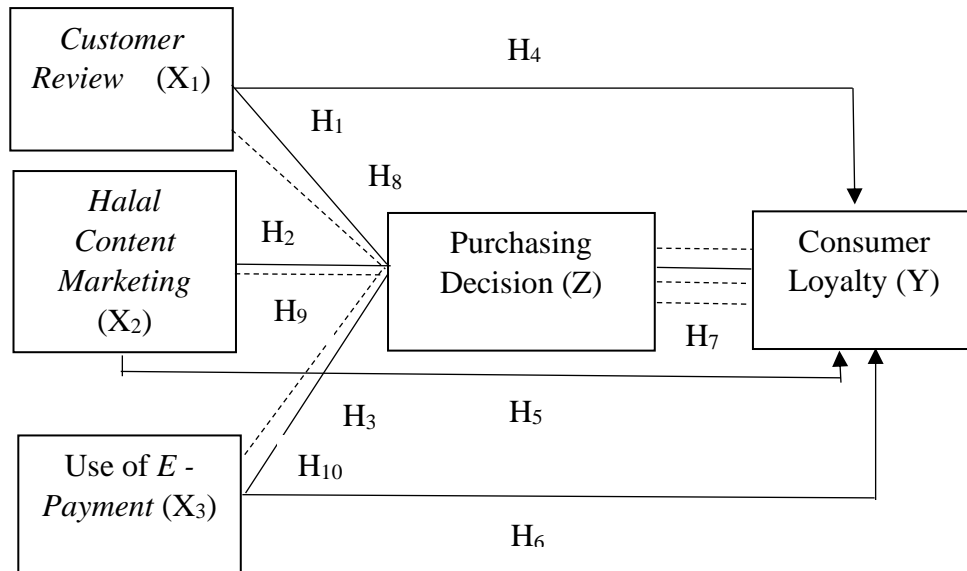 Customer
Review (X₁)
H₄
H₁
H₈
Halal
Content
Marketing
(X₂)
H₂
H₉
Purchasing
Decision (Z)
Consumer
Loyalty (Y)
H₇
H₃
H₅
Use of E -
Payment (X₃)
H₁₀
H₆